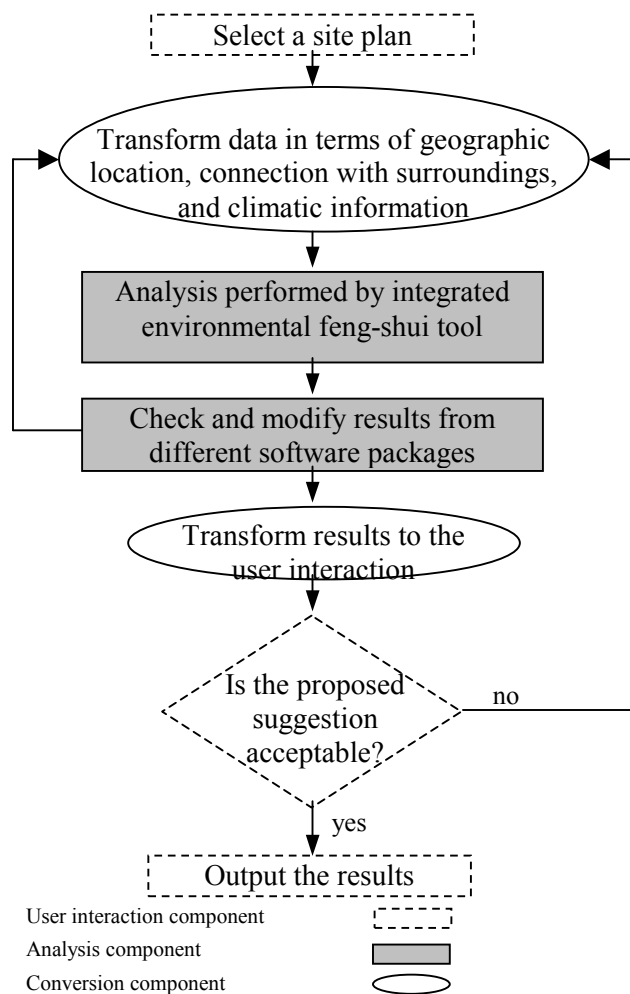 Select a site plan
Transform data in terms of geographic
location, connection with surroundings,
and climatic information
Analysis performed by integrated
environmental feng-shui tool
Check and modify results from
different software packages
Transform results to the
user interaction
Is the proposed
suggestion
acceptable?
no
yes
Output the results
User interaction component
Analysis component
Conversion component